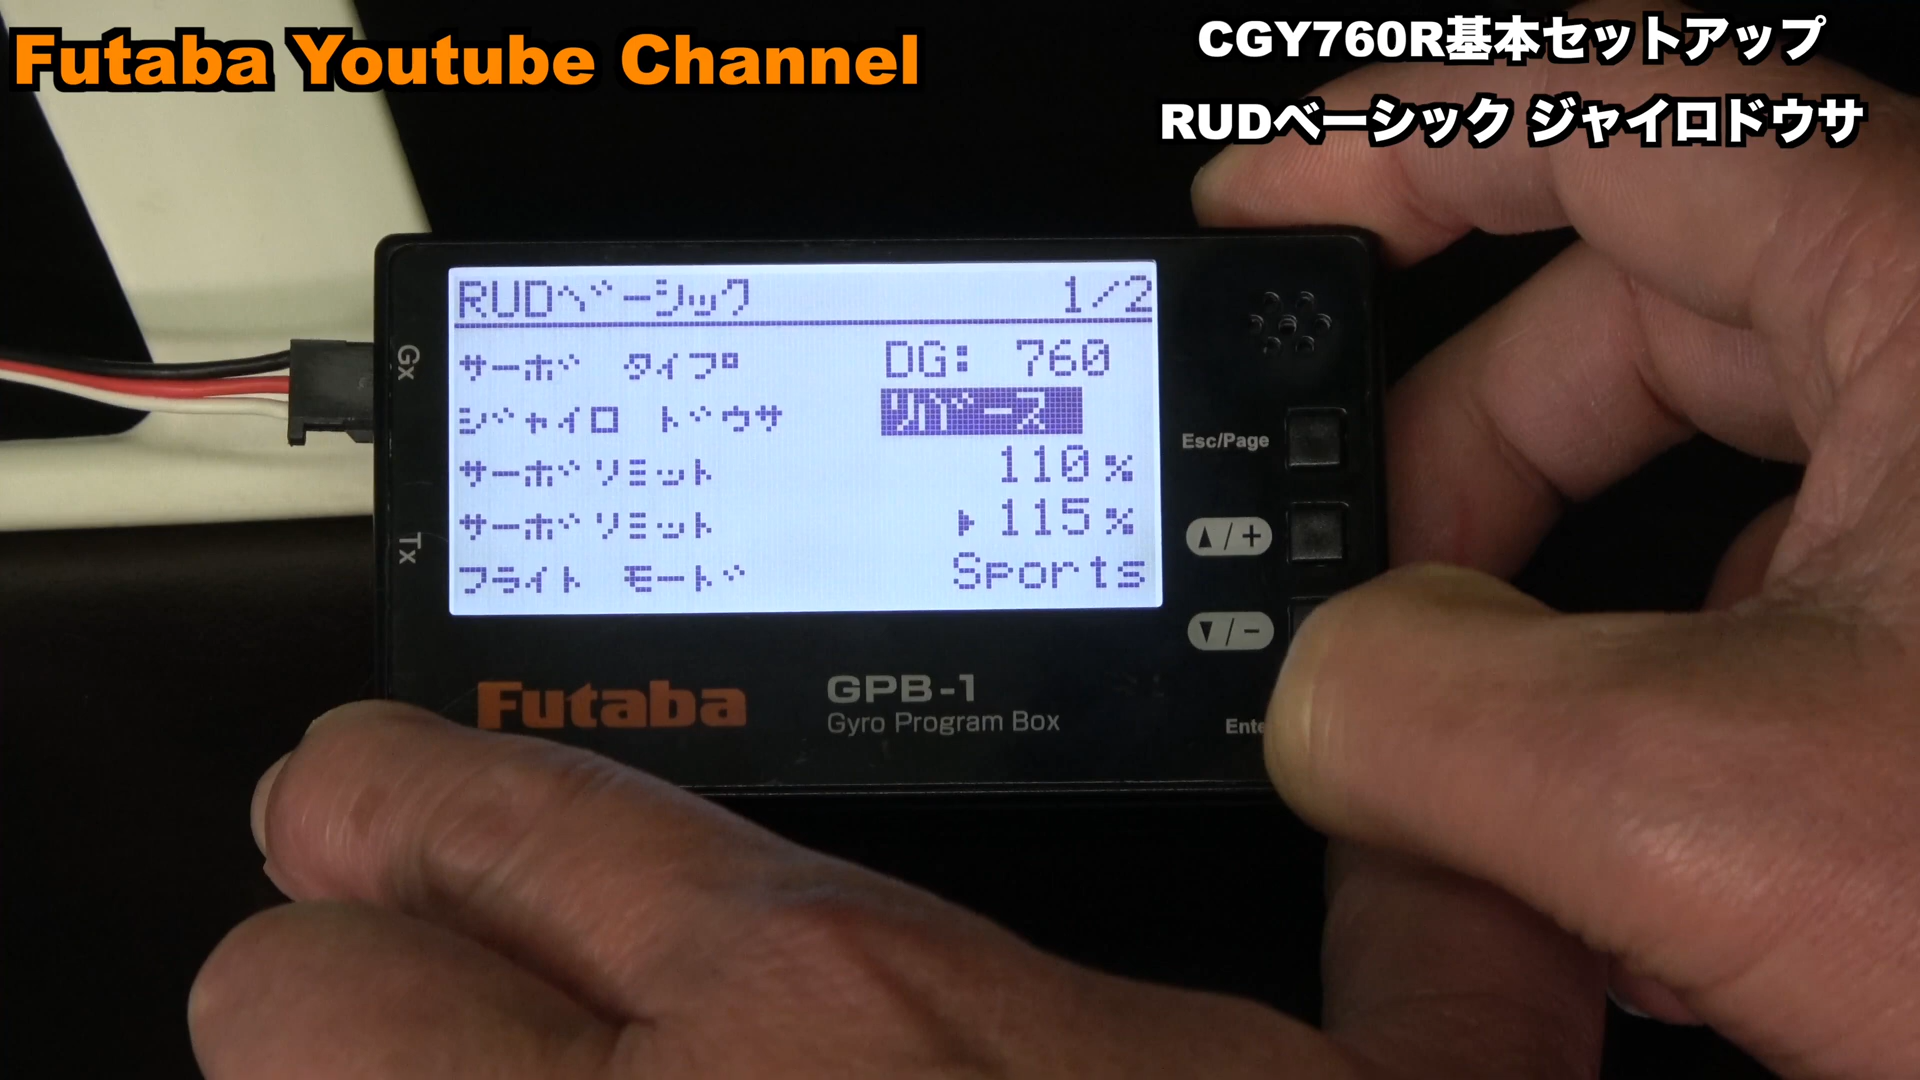 Futaba Youtube Channel
CGY760R基本セットアップ
RUDベーシック ジャイロドウサ
RUDベーシック 1/2
サーボ タイプ DG: 760
ジャイロ ドウサ リバース
サーボリミット 110%
サーボリミット ▶115%
フライト モード Sports
Gx
Tx
Esc/Page
▲/+
▼/-
Ente
Futaba
GPB-1
Gyro Program Box